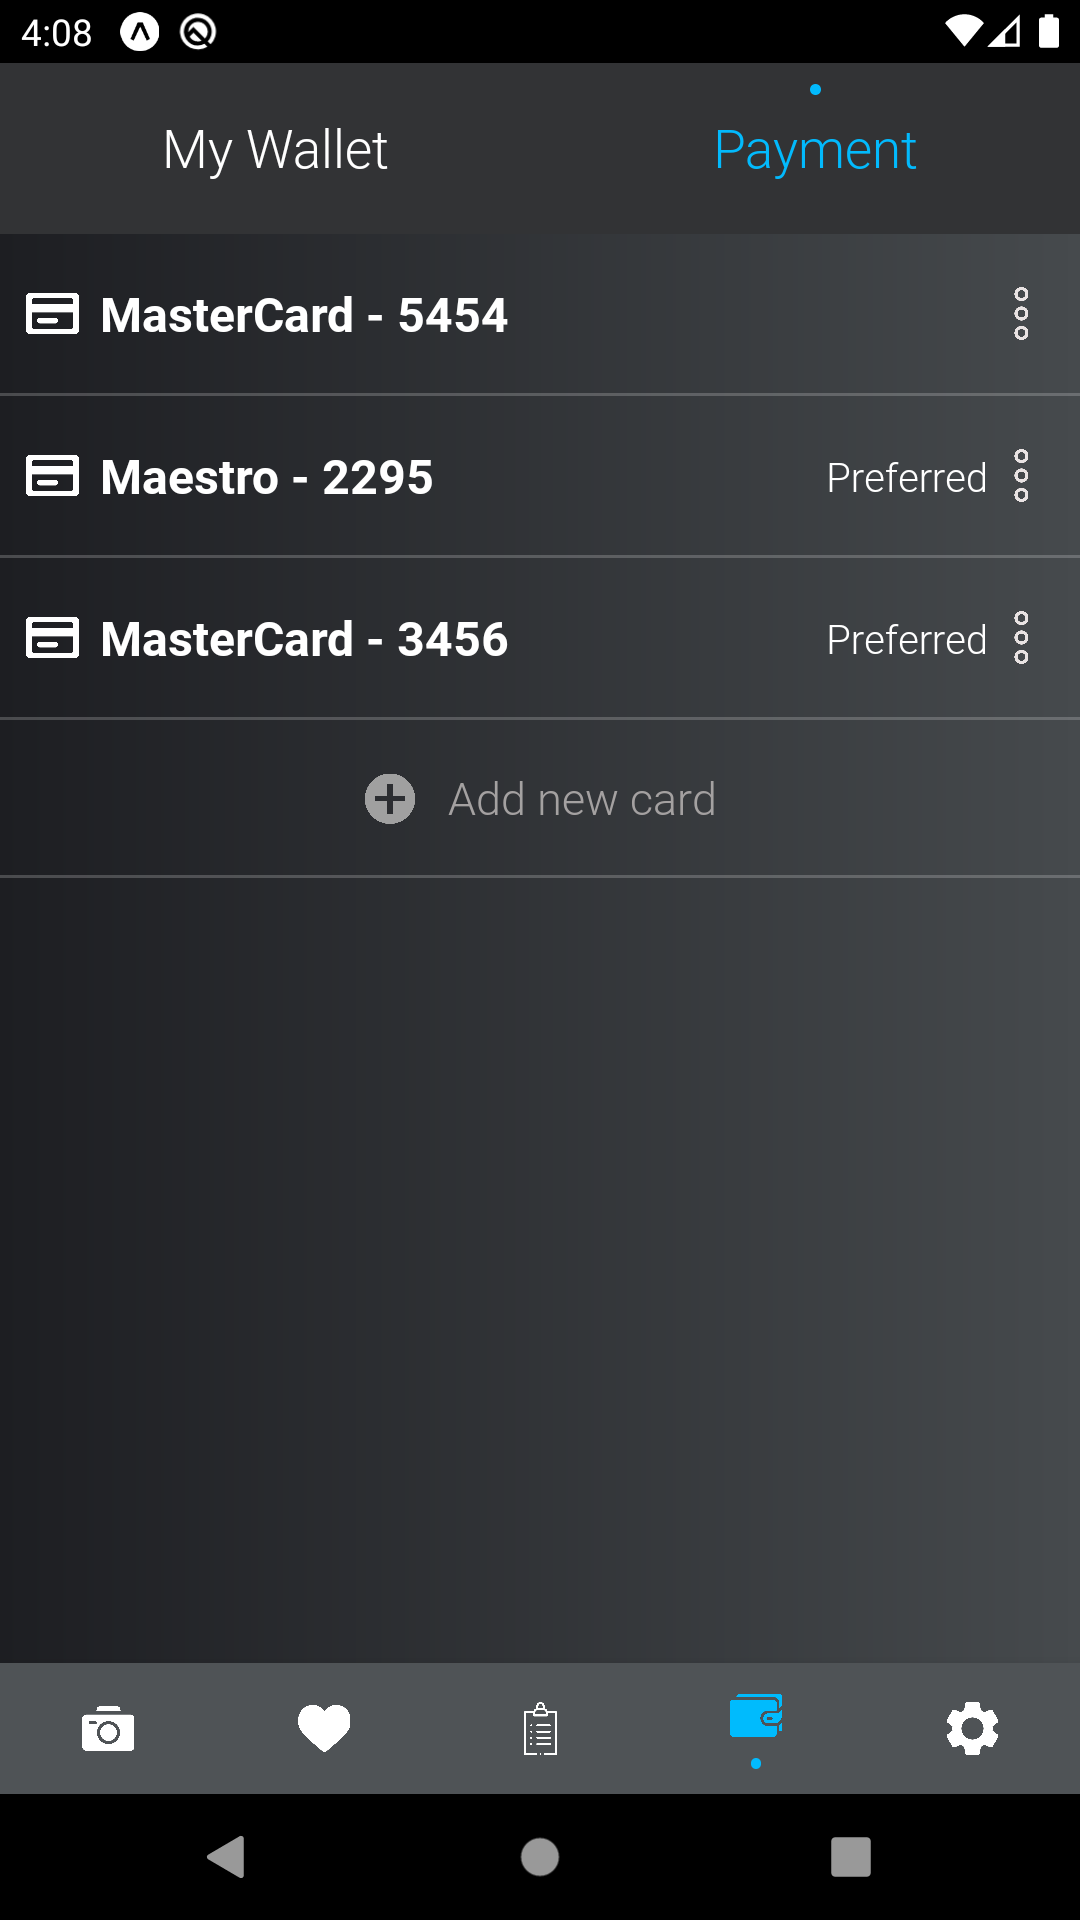 4:08
My Wallet
Payment
MasterCard - 5454
Maestro - 2295
Preferred
MasterCard - 3456
Preferred
Add new card